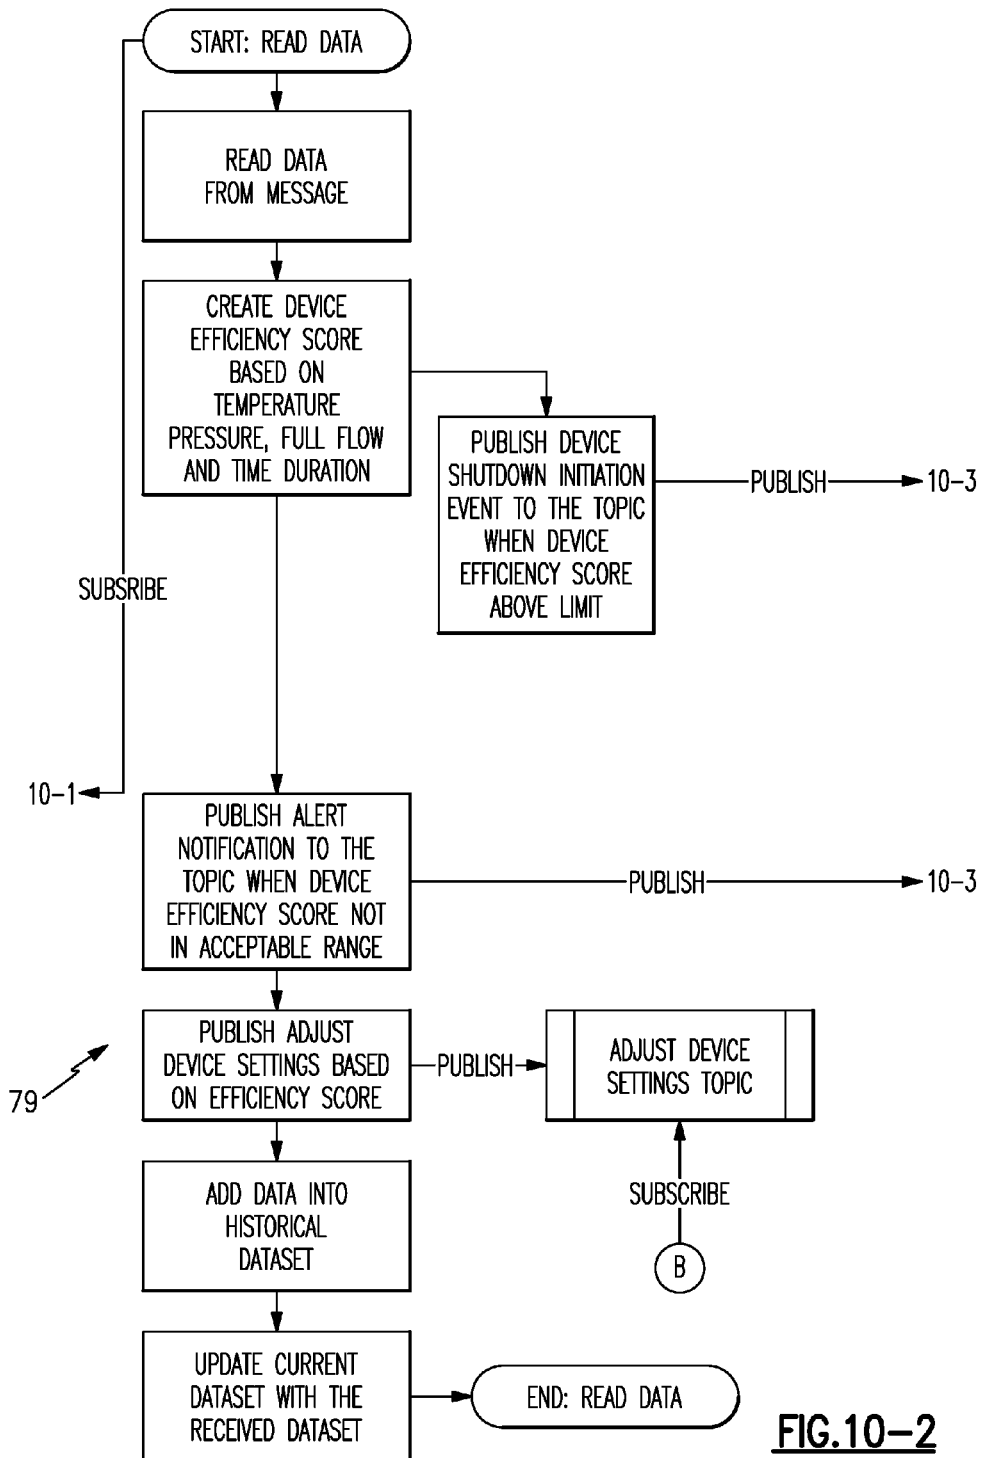 START: READ DATA
READ DATA
FROM MESSAGE
CREATE DEVICE
EFFICIENCY SCORE
BASED ON
TEMPERATURE
PRESSURE, FULL FLOW
AND TIME DURATION
PUBLISH DEVICE
SHUTDOWN INITIATION
EVENT TO THE TOPIC
WHEN DEVICE
EFFICIENCY SCORE
ABOVE LIMIT
PUBLISH
10-3
SUBSRIBE
10-1
PUBLISH ALERT
NOTIFICATION TO THE
TOPIC WHEN DEVICE
EFFICIENCY SCORE NOT
IN ACCEPTABLE RANGE
PUBLISH
10-3
79
PUBLISH ADJUST
DEVICE SETTINGS BASED
ON EFFICIENCY SCORE
PUBLISH
ADJUST DEVICE
SETTINGS TOPIC
SUBSCRIBE
B
ADD DATA INTO
HISTORICAL
DATASET
UPDATE CURRENT
DATASET WITH THE
RECEIVED DATASET
END: READ DATA
FIG.10-2